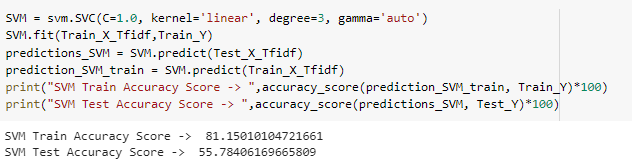 SVM = svm.SVC(C=1.0, kernel='linear', degree=3, gamma='auto')
SVM.fit(Train_X_Tfidf,Train_Y)
predictions_SVM = SVM.predict(Test_X_Tfidf)
prediction_SVM_train = SVM.predict(Train_X_Tfidf)
print("SVM Train Accuracy Score -> ",accuracy_score(prediction_SVM_train, Train_Y)*100)
print("SVM Test Accuracy Score -> ",accuracy_score(predictions_SVM, Test_Y)*100)
SVM Train Accuracy Score ->  81.15010104721661
SVM Test Accuracy Score ->  55.78406169665809